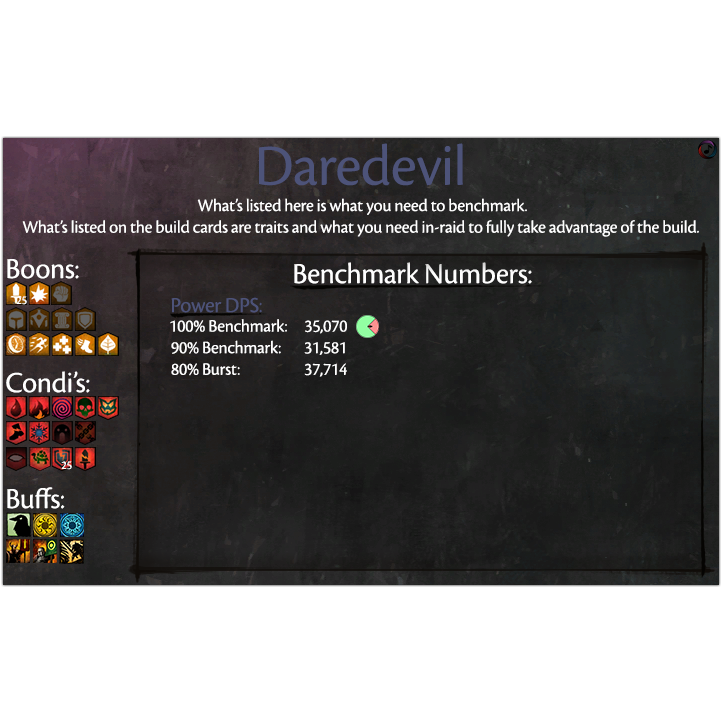 Daredevil
What's listed here is what you need to benchmark.
What's listed on the build cards are traits and what you need in-raid to fully take advantage of the build.
Boons:
25
Condi's:
25
Buffs:
Benchmark Numbers:
Power DPS:
100% Benchmark: 35,070
90% Benchmark: 31,581
80% Burst: 37,714